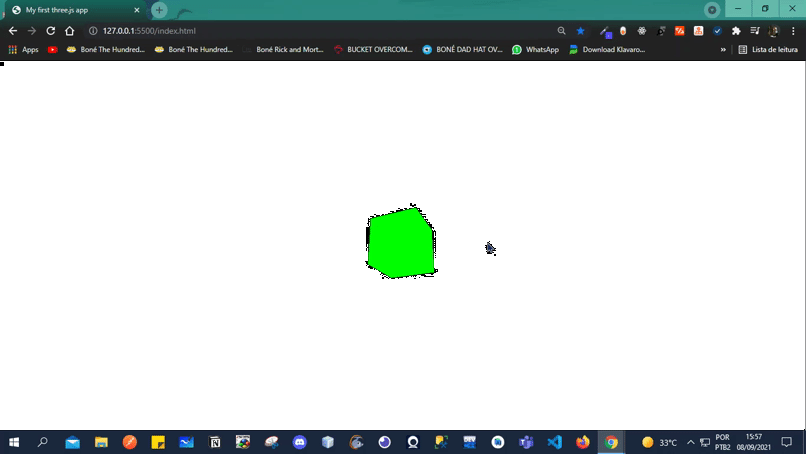 My first three.js app
127.0.0.1:5500/index.html
Apps
Boné The Hundred...
Boné The Hundred...
Boné Rick and Mort...
BUCKET OVERCOM...
BONÉ DAD HAT OV...
WhatsApp
Download Klavaro...
»
Lista de leitura
33°C
POR
PTB2
15:57
08/09/2021